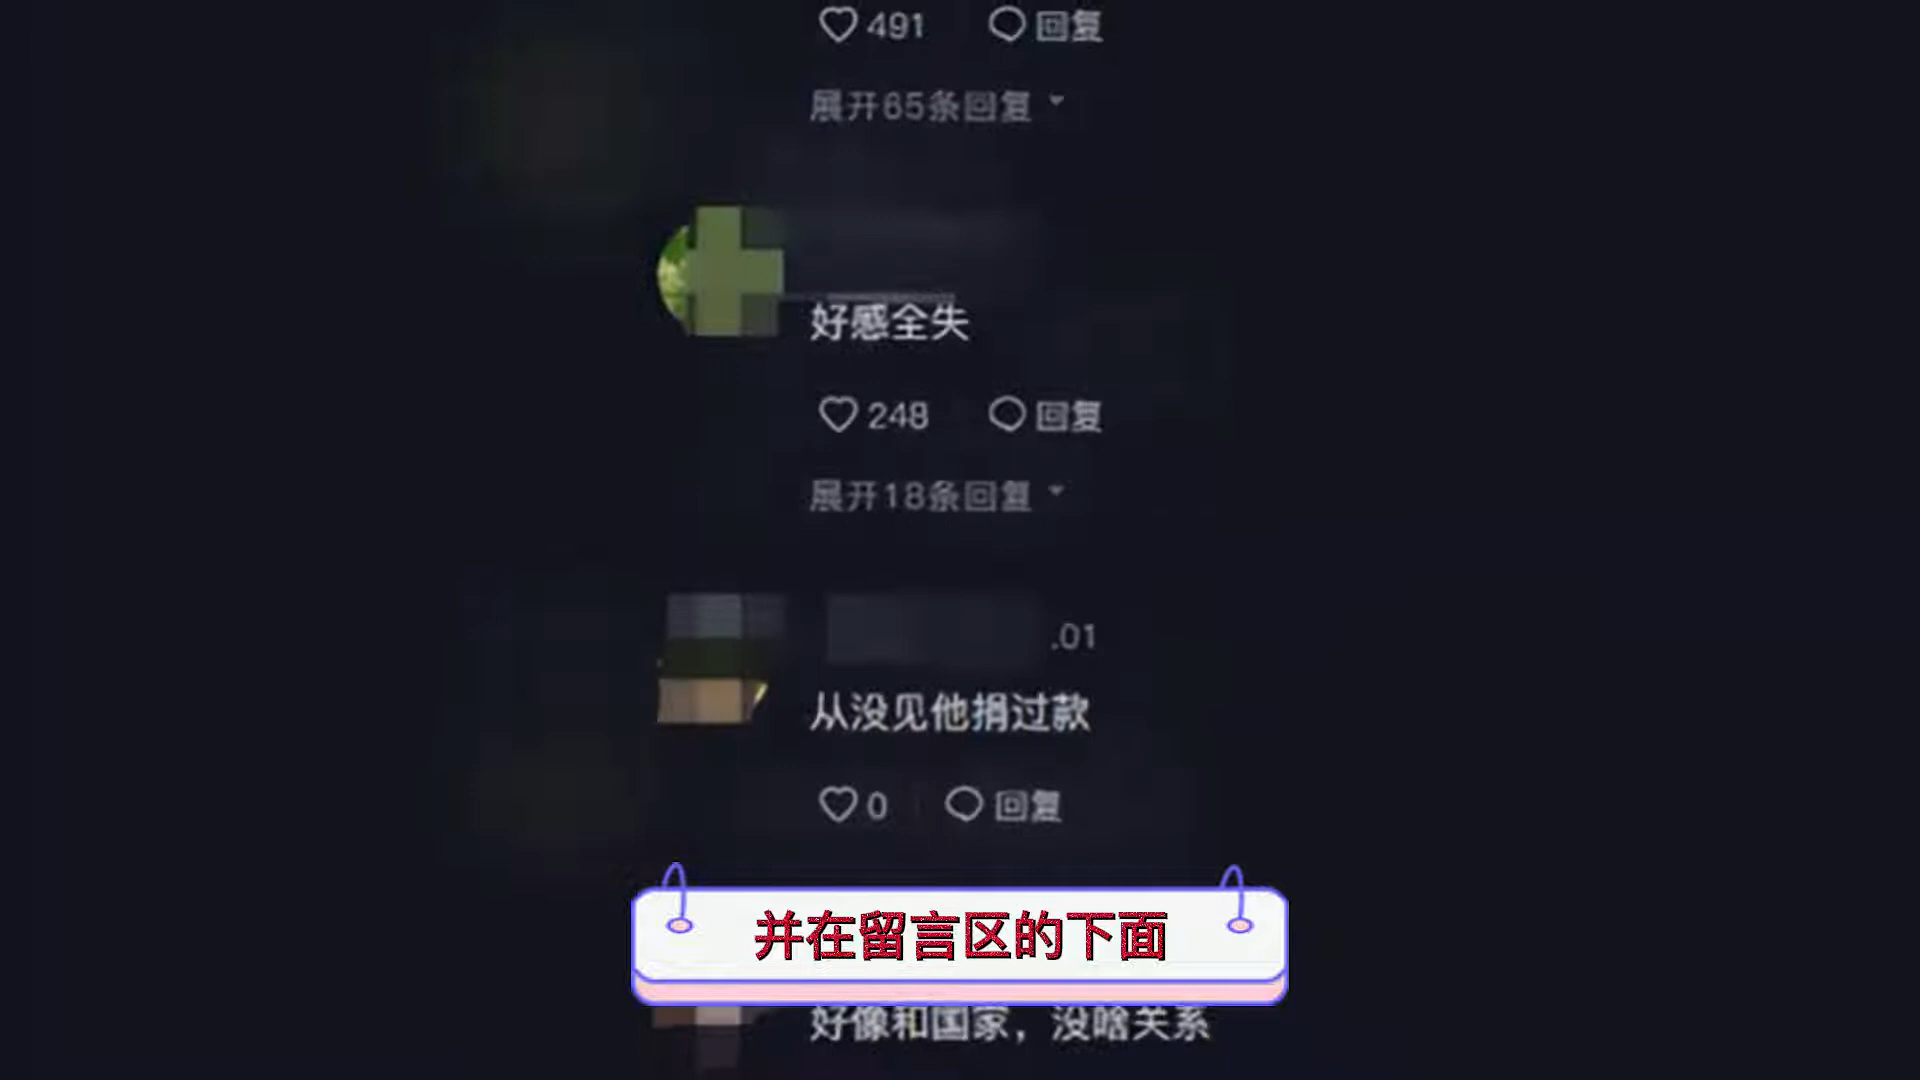 491 回复
展开65条回复
好感全失
248 回复
展开18条回复
.01
从没见他捐过款
0 回复
并在留言区的下面
好像和国家，没啥关系